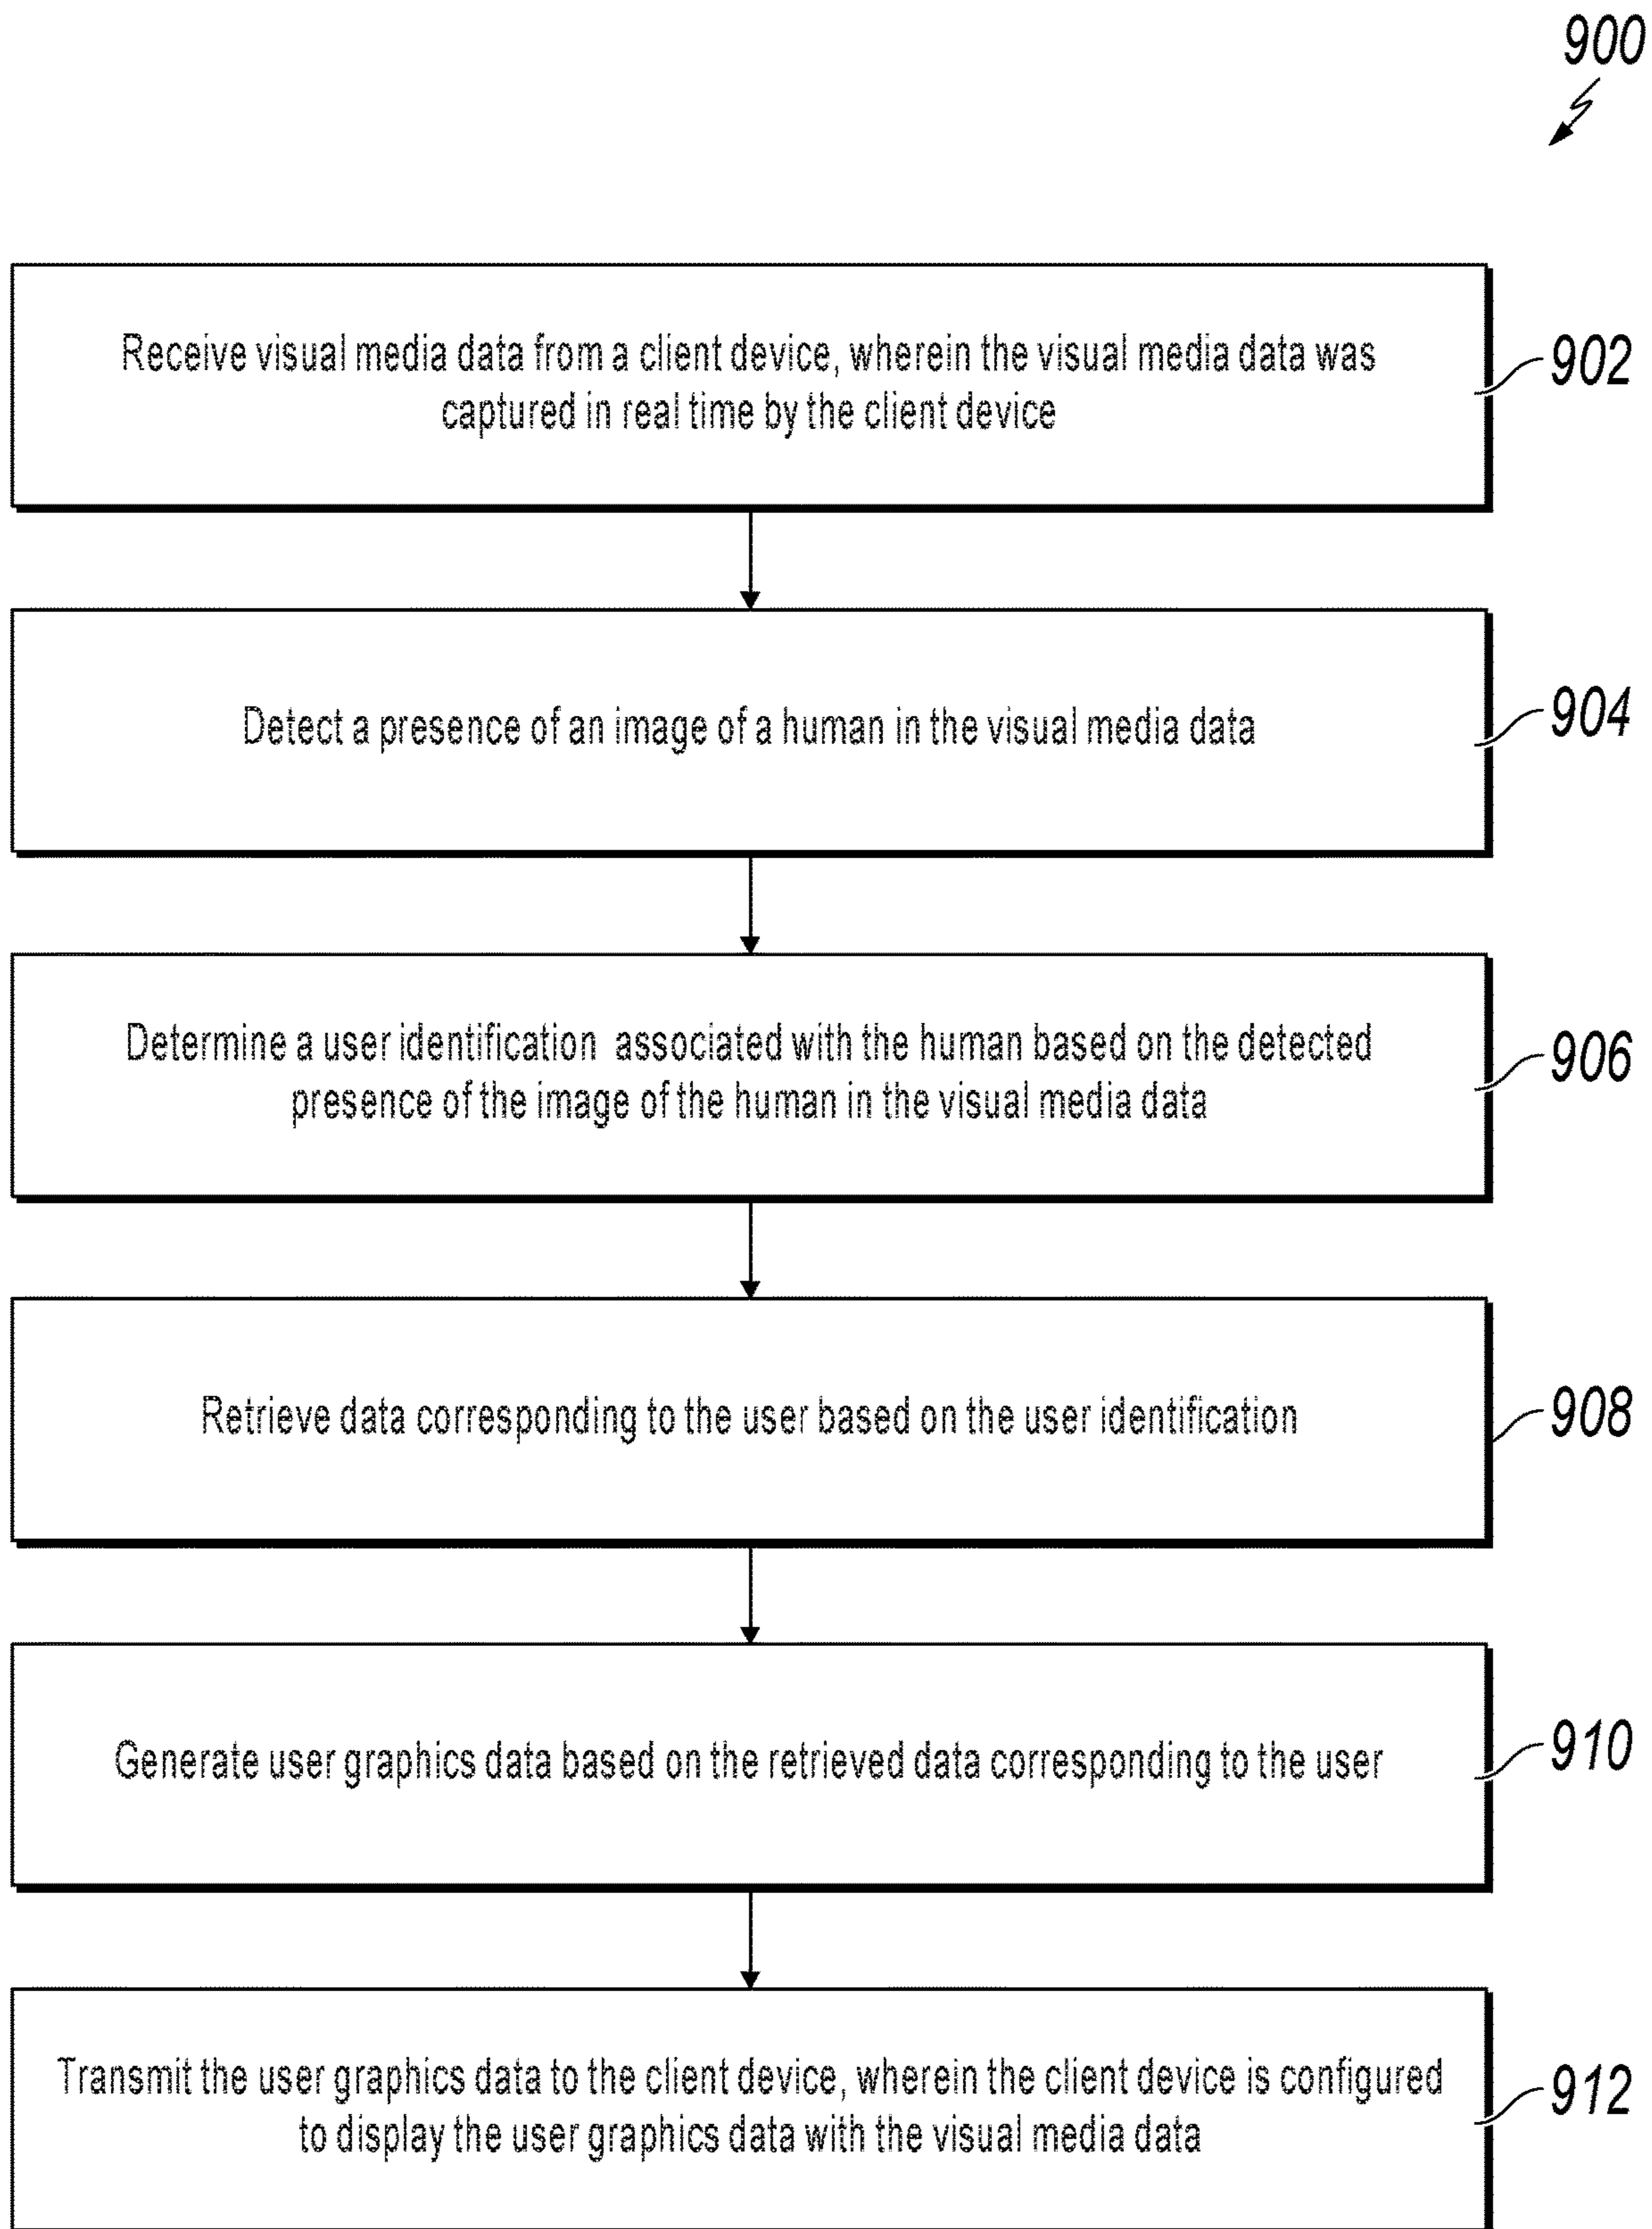 900
Receive visual media data from a client device, wherein the visual media data was
captured in real time by the client device
902
Detect a presence of an image of a human in the visual media data
904
Determine a user identification associated with the human based on the detected
presence of the image of the human in the visual media data
906
Retrieve data corresponding to the user based on the user identification
908
Generate user graphics data based on the retrieved data corresponding to the user
910
Transmit the user graphics data to the client device, wherein the client device is configured
to display the user graphics data with the visual media data
912